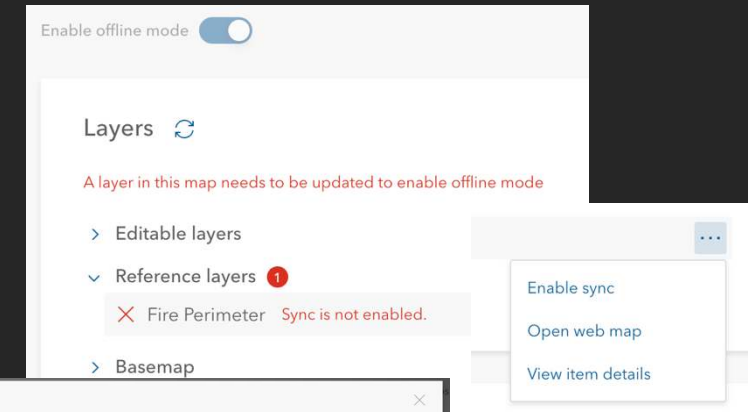 Enable offline mode
Layers
A layer in this map needs to be updated to enable offline mode
Editable layers
Reference layers 1
Fire Perimeter Sync is not enabled.
Basemap
...
Enable sync
Open web map
View item details